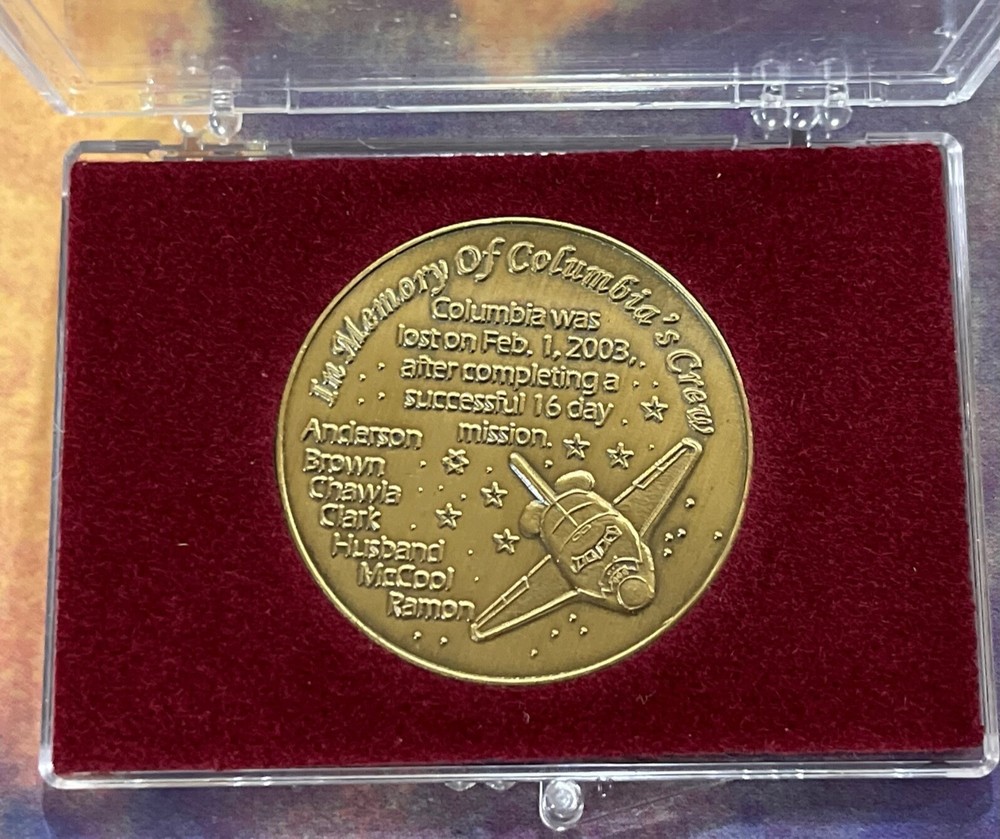 In Memory Of Columbia's Crew
Columbia was
lost on Feb. 1, 2003,
after completing a
successful 16 day
mission.
Anderson
Brown
Chawla
Clark
Husband
McCool
Ramon